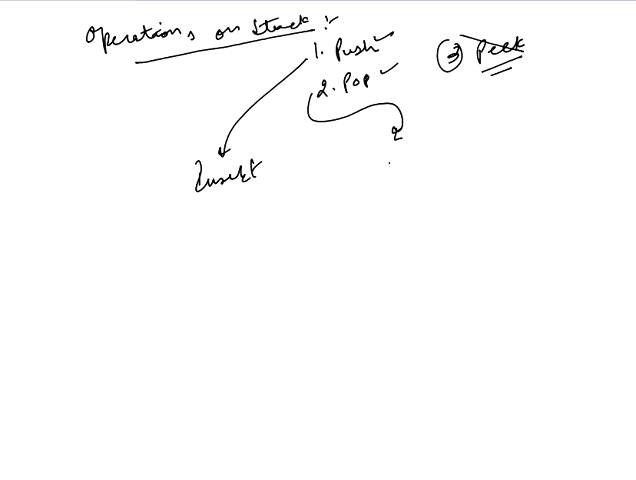 Operations on Stack :-
1. Push
2. Pop
③ Peek
Insert